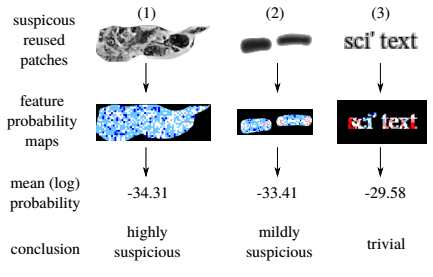 (1) (2) (3)
suspicous
reused
patches
sci' text
feature
probability
maps
sci' text
mean (log)
probability
-34.31 -33.41 -29.58
conclusion
highly
suspicious
mildly
suspicious
trivial